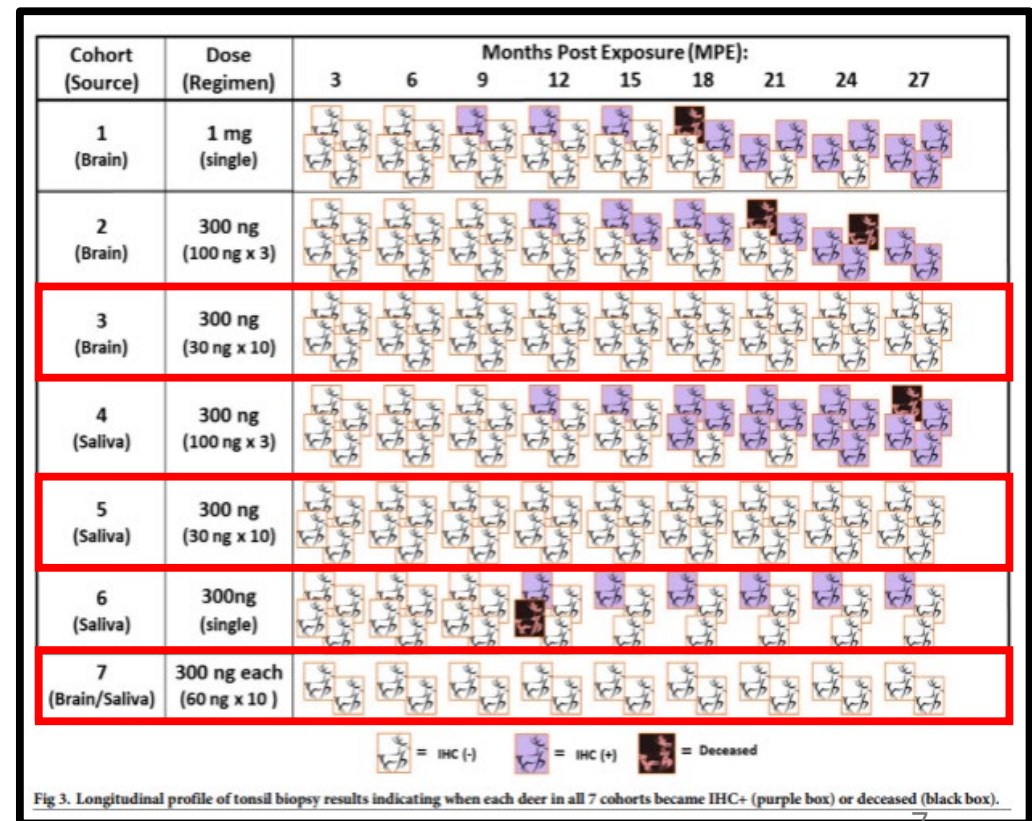 Cohort (Source) Dose (Regimen) Months Post Exposure (MPE):
3 6 9 12 15 18 21 24 27
1 (Brain) 1 mg (single)
2 (Brain) 300 ng (100 ng x 3)
3 (Brain) 300 ng (30 ng x 10)
4 (Saliva) 300 ng (100 ng x 3)
5 (Saliva) 300 ng (30 ng x 10)
6 (Saliva) 300ng (single)
7 (Brain/Saliva) 300 ng each (60 ng x 10 )
= IHC (-) = IHC (+) = Deceased
Fig 3. Longitudinal profile of tonsil biopsy results indicating when each deer in all 7 cohorts became IHC+ (purple box) or deceased (black box).